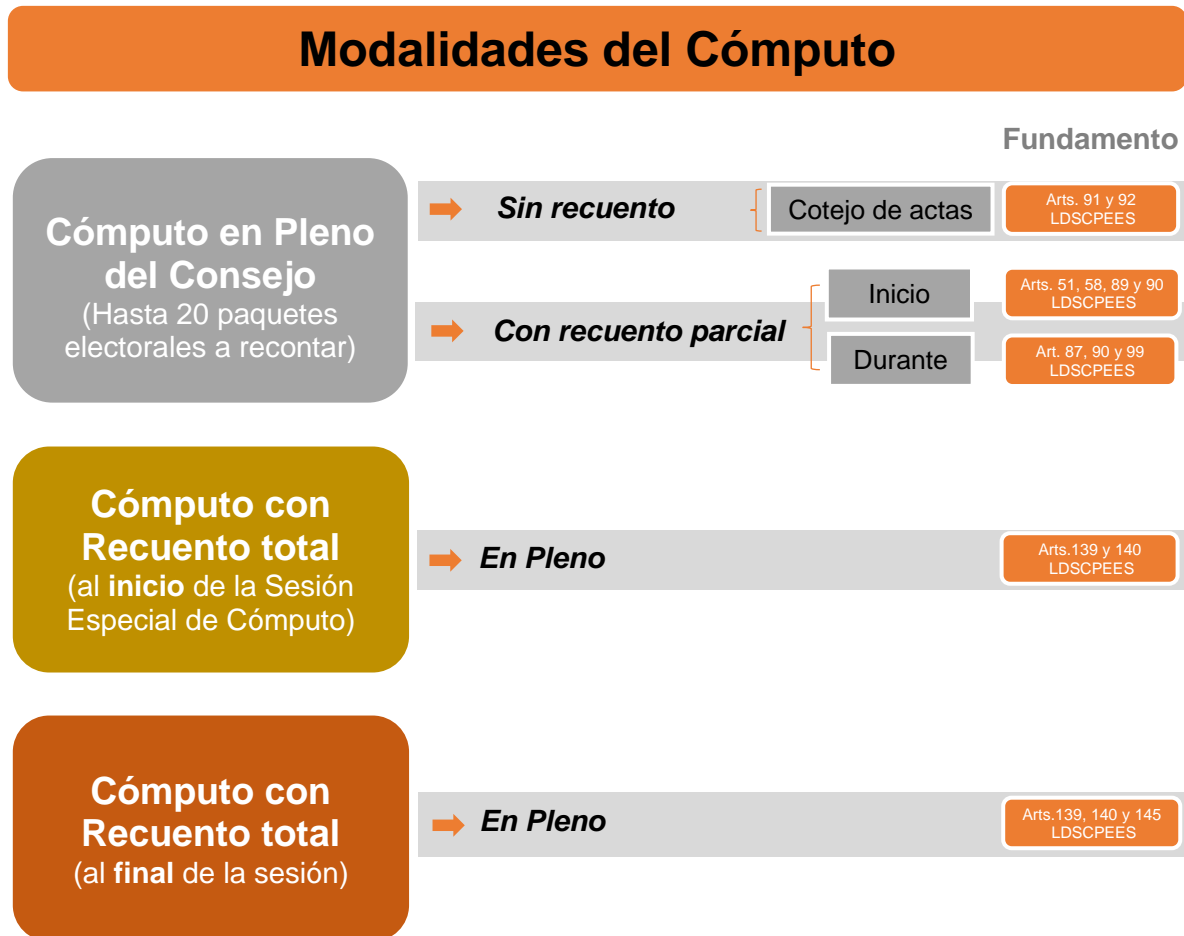 Modalidades del Cómputo
Fundamento
Cómputo en Pleno
del Consejo
(Hasta 20 paquetes
electorales a recontar)
Sin recuento
Cotejo de actas
Arts. 91 y 92
LDSCPEES
Con recuento parcial
Inicio
Arts. 51, 58, 89 y 90
LDSCPEES
Durante
Art. 87, 90 y 99
LDSCPEES
Cómputo con
Recuento total
(al inicio de la Sesión
Especial de Cómputo)
En Pleno
Arts.139 y 140
LDSCPEES
Cómputo con
Recuento total
(al final de la sesión)
En Pleno
Arts.139, 140 y 145
LDSCPEES